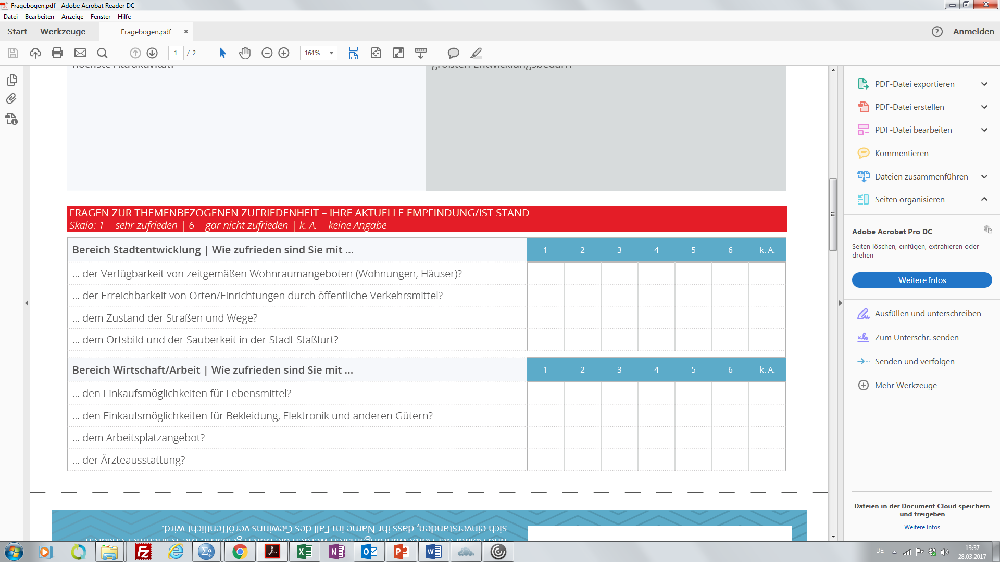 Fragebogen.pdf - Adobe Acrobat Reader DC
Datei Bearbeiten Anzeige Fenster Hilfe
Start Werkzeuge Fragebogen.pdf × Anmelden
1 / 2 164%
höchste Attraktivität?
größten Entwicklungsbedarf?
FRAGEN ZUR THEMENBEZOGENEN ZUFRIEDENHEIT – IHRE AKTUELLE EMPFINDUNG/IST STAND
Skala: 1 = sehr zufrieden | 6 = gar nicht zufrieden | k. A. = keine Angabe
Bereich Stadtentwicklung | Wie zufrieden sind Sie mit ... 1 2 3 4 5 6 k. A.
... der Verfügbarkeit von zeitgemäßen Wohnraumangeboten (Wohnungen, Häuser)?
... der Erreichbarkeit von Orten/Einrichtungen durch öffentliche Verkehrsmittel?
... dem Zustand der Straßen und Wege?
... dem Ortsbild und der Sauberkeit in der Stadt Staßfurt?
Bereich Wirtschaft/Arbeit | Wie zufrieden sind Sie mit ... 1 2 3 4 5 6 k. A.
... den Einkaufsmöglichkeiten für Lebensmittel?
... den Einkaufsmöglichkeiten für Bekleidung, Elektronik und anderen Gütern?
... dem Arbeitsplatzangebot?
... der Ärzteausstattung?
sich einverstanden, dass ihr Name im Fall des Gewinns veröffentlicht wird.
PDF-Datei exportieren
PDF-Datei erstellen
PDF-Datei bearbeiten
Kommentieren
Dateien zusammenführen
Seiten organisieren
Adobe Acrobat Pro DC
Seiten löschen, einfügen, extrahieren oder
drehen
Weitere Infos
Ausfüllen und unterschreiben
Zum Unterschr. senden
Senden und verfolgen
Mehr Werkzeuge
Dateien in der Document Cloud speichern
und freigeben
Weitere Infos
DE
13:37
28.03.2017